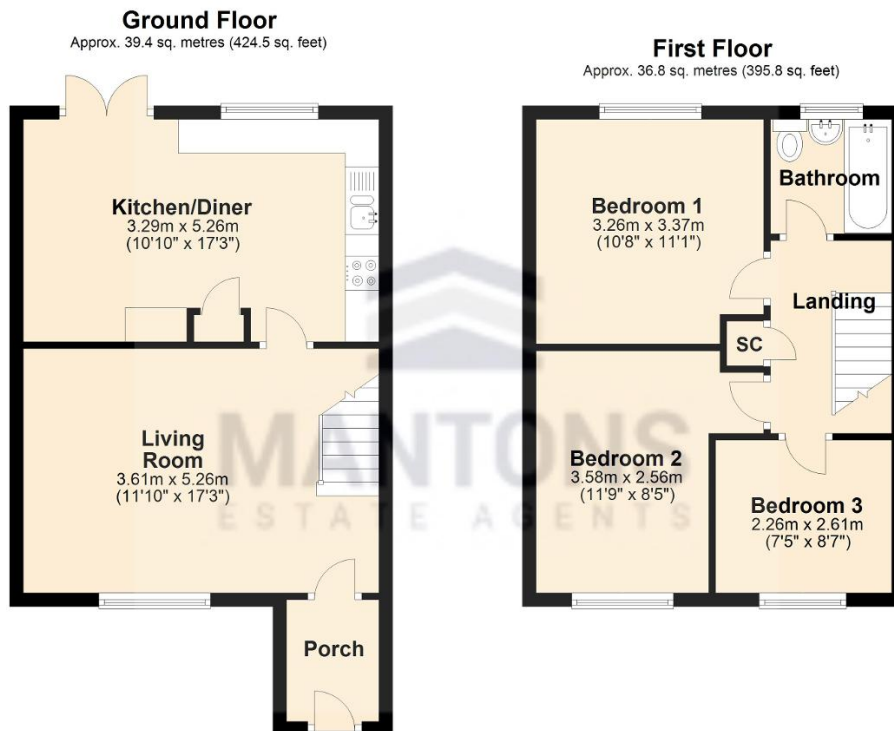 Ground Floor
Approx. 39.4 sq. metres (424.5 sq. feet)
Kitchen/Diner
3.29m x 5.26m
(10'10" x 17'3")
Living
Room
3.61m x 5.26m
(11'10" x 17'3")
Porch
First Floor
Approx. 36.8 sq. metres (395.8 sq. feet)
Bedroom 1
3.26m x 3.37m
(10'8" x 11'1")
Bathroom
Landing
SC
Bedroom 2
3.58m x 2.56m
(11'9" x 8'5")
Bedroom 3
2.26m x 2.61m
(7'5" x 8'7")
MANTONS
ESTATE AGENTS